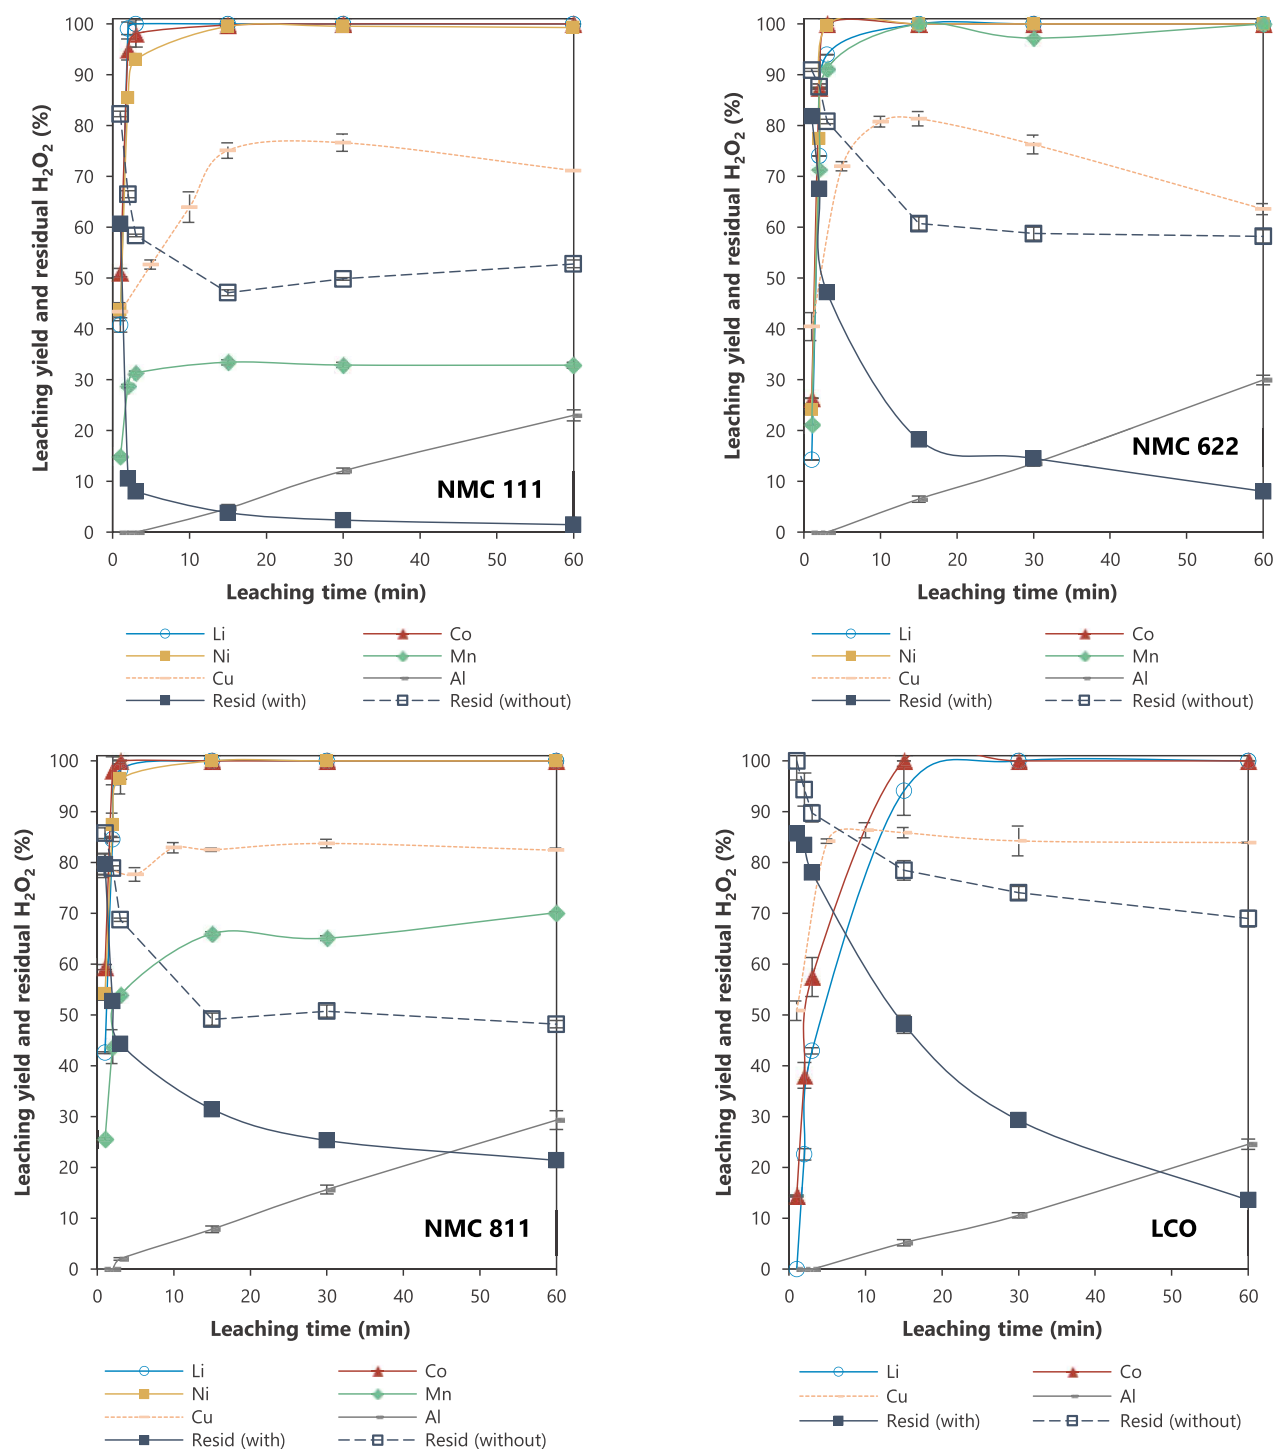 Leaching yield and residual H₂O₂ (%)
100
90
80
70
60
50
40
30
20
10
0
NMC 111
0 10 20 30 40 50 60
Leaching time (min)
Li Co
Ni Mn
Cu Al
Resid (with) Resid (without)
Leaching yield and residual H₂O₂ (%)
100
90
80
70
60
50
40
30
20
10
0
NMC 622
0 10 20 30 40 50 60
Leaching time (min)
Li Co
Ni Mn
Cu Al
Resid (with) Resid (without)
Leaching yield and residual H₂O₂ (%)
100
90
80
70
60
50
40
30
20
10
0
NMC 811
0 10 20 30 40 50 60
Leaching time (min)
Li Co
Ni Mn
Cu Al
Resid (with) Resid (without)
Leaching yield and residual H₂O₂ (%)
100
90
80
70
60
50
40
30
20
10
0
LCO
0 10 20 30 40 50 60
Leaching time (min)
Li Co
Cu Al
Resid (with) Resid (without)